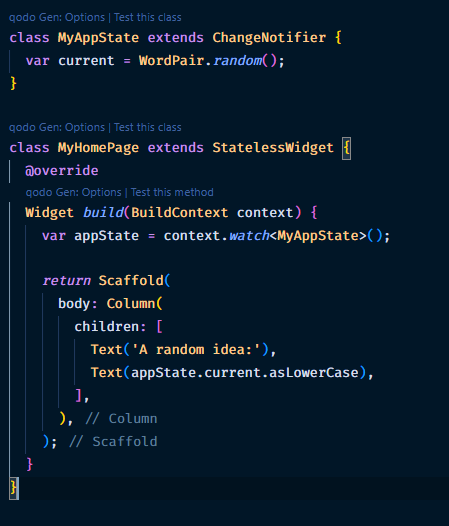 qodo Gen: Options | Test this class
class MyAppState extends ChangeNotifier {
  var current = WordPair.random();
}
qodo Gen: Options | Test this class
class MyHomePage extends StatelessWidget {
  @override
  qodo Gen: Options | Test this method
  Widget build(BuildContext context) {
    var appState = context.watch<MyAppState>();
    return Scaffold(
      body: Column(
        children: [
          Text('A random idea:'),
          Text(appState.current.asLowerCase),
        ],
      ), // Column
    ); // Scaffold
  }
}